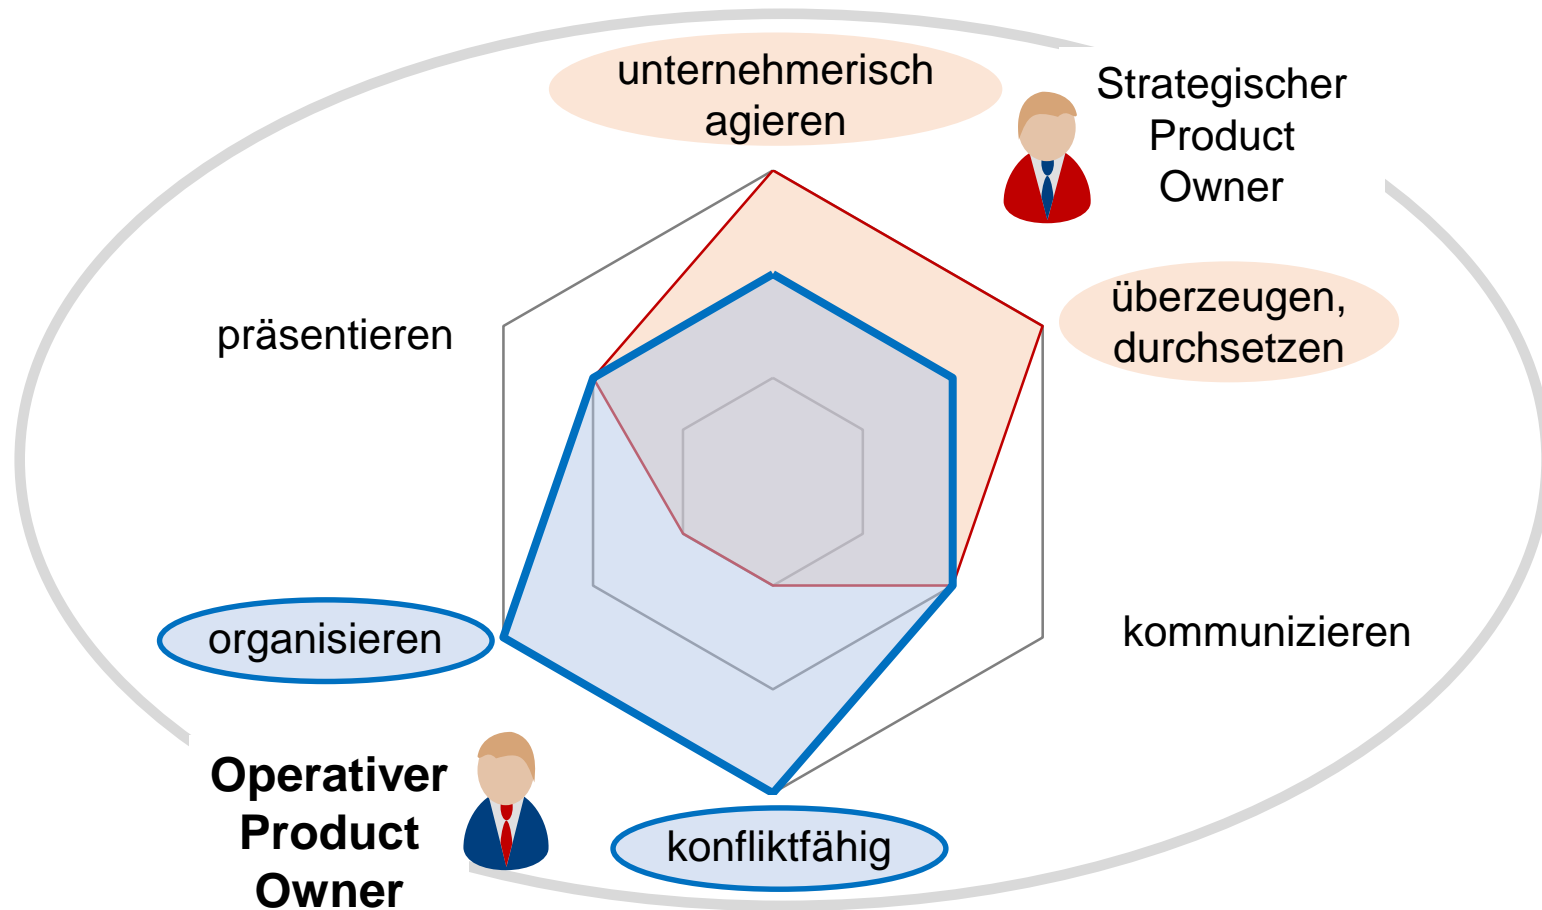 unternehmerisch
agieren
Strategischer
Product
Owner
überzeugen,
durchsetzen
präsentieren
kommunizieren
organisieren
Operativer
Product
Owner
konfliktfähig